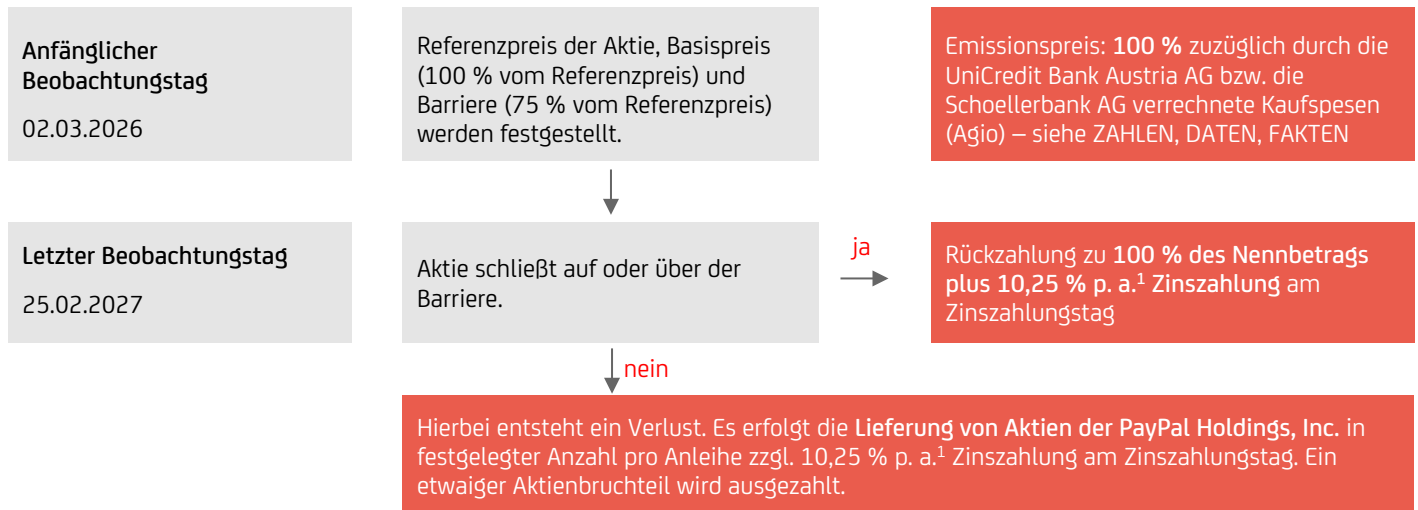 Anfänglicher
Beobachtungstag
02.03.2026
Referenzpreis der Aktie, Basispreis
(100 % vom Referenzpreis) und
Barriere (75 % vom Referenzpreis)
werden festgestellt.
Emissionspreis: 100 % zuzüglich durch die
UniCredit Bank Austria AG bzw. die
Schoellerbank AG verrechnete Kaufspesen
(Agio) – siehe ZAHLEN, DATEN, FAKTEN
Letzter Beobachtungstag
25.02.2027
Aktie schließt auf oder über der
Barriere.
ja
Rückzahlung zu 100 % des Nennbetrags
plus 10,25 % p. a.¹ Zinszahlung am
Zinszahlungstag
nein
Hierbei entsteht ein Verlust. Es erfolgt die Lieferung von Aktien der PayPal Holdings, Inc. in
festgelegter Anzahl pro Anleihe zzgl. 10,25 % p. a.¹ Zinszahlung am Zinszahlungstag. Ein
etwaiger Aktienbruchteil wird ausgezahlt.